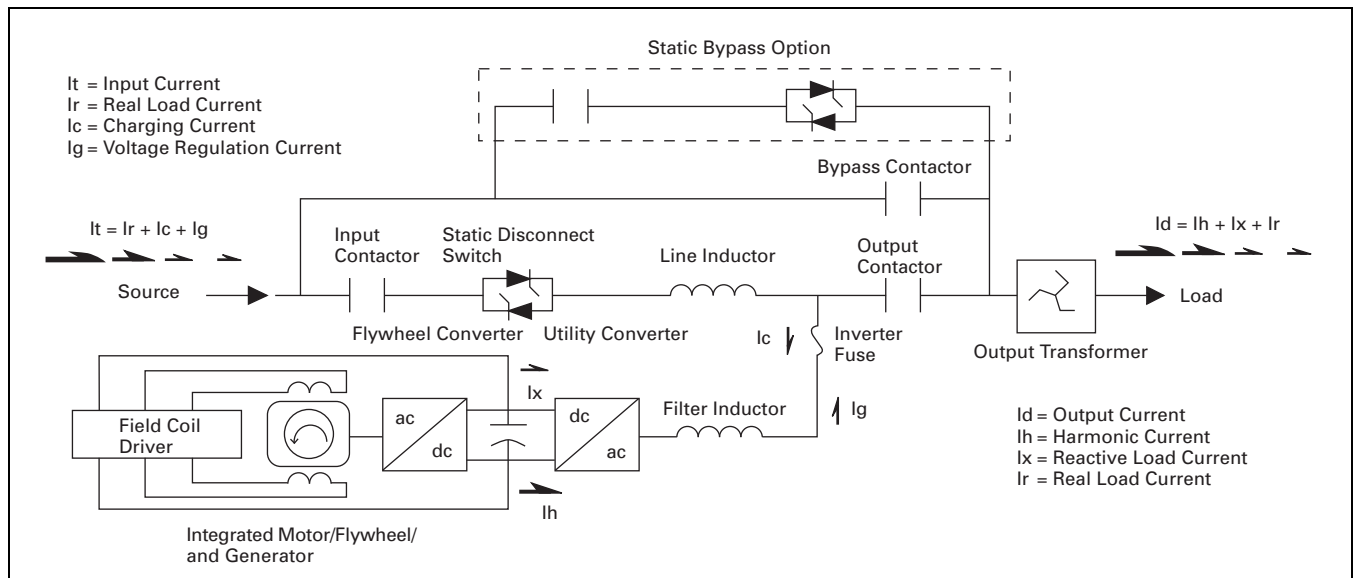 Static Bypass Option
It = Input Current
Ir = Real Load Current
Ic = Charging Current
Ig = Voltage Regulation Current
Bypass Contactor
It = Ir + Ic + Ig
Id = Ih + Ix + Ir
Input
Contactor
Static Disconnect
Switch
Line Inductor
Output
Contactor
Source
Load
Flywheel Converter
Utility Converter
Ic
Inverter
Fuse
Output Transformer
Ix
Field Coil
Driver
ac
dc
dc
ac
Filter Inductor
Ig
Ih
Id = Output Current
Ih = Harmonic Current
Ix = Reactive Load Current
Ir = Real Load Current
Integrated Motor/Flywheel/
and Generator